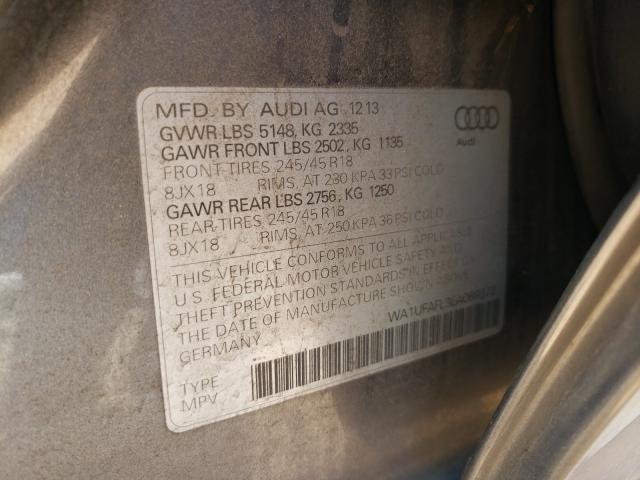 MFD. BY AUDI AG 12.13
GVWR LBS 5148, KG 2335
GAWR FRONT LBS 2502, KG 1135
FRONT TIRES 245/45 R18
8JX18 RIMS, AT 230 KPA 33 PSI COLD
GAWR REAR LBS 2756, KG 1250
REAR TIRES 245/45 R18
8JX18 RIMS, AT 250 KPA 36 PSI COLD
THIS VEHICLE CONFORMS TO ALL APPLICABLE
U.S. FEDERAL MOTOR VEHICLE SAFETY AND
THEFT PREVENTION STANDARDS IN EFFECT ON
THE DATE OF MANUFACTURE SHOWN ABOVE.
GERMANY
TYPE
MPV
Audi